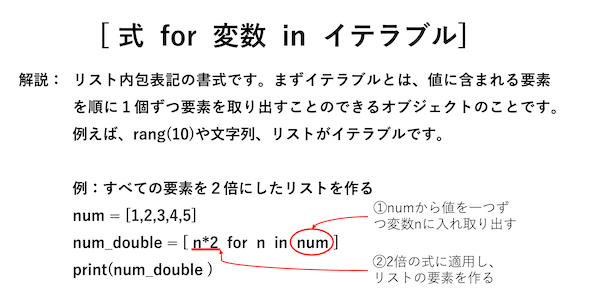 [ 式 for 変数 in イテラブル]
解説： リスト内包表記の書式です。まずイテラブルとは、値に含まれる要素
を順に１個ずつ要素を取り出すことのできるオブジェクトのことです。
例えば、rang(10)や文字列、リストがイテラブルです。
例：すべての要素を２倍にしたリストを作る
num = [1,2,3,4,5]
num_double = [ n*2 for n in num ]
print(num_double )
①numから値を一つず
つ変数nに入れ取り出す
②2倍の式に適用し、
リストの要素を作る